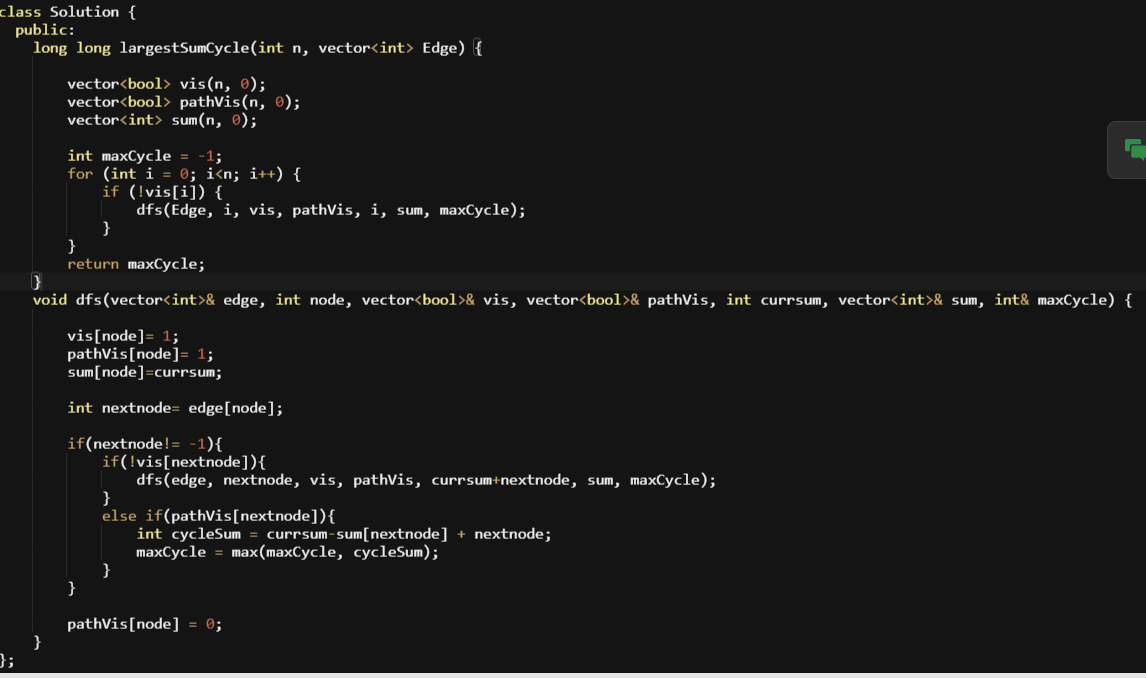 class Solution {
  public:
    long long largestSumCycle(int n, vector<int> Edge) {

        vector<bool> vis(n, 0);
        vector<bool> pathVis(n, 0);
        vector<int> sum(n, 0);

        int maxCycle = -1;
        for (int i = 0; i<n; i++) {
            if (!vis[i]) {
                dfs(Edge, i, vis, pathVis, i, sum, maxCycle);
            }
        }
        return maxCycle;
    }
    void dfs(vector<int>& edge, int node, vector<bool>& vis, vector<bool>& pathVis, int currsum, vector<int>& sum, int& maxCycle) {

        vis[node]= 1;
        pathVis[node]= 1;
        sum[node]=currsum;

        int nextnode= edge[node];

        if(nextnode!= -1){
            if(!vis[nextnode]){
                dfs(edge, nextnode, vis, pathVis, currsum+nextnode, sum, maxCycle);
            }
            else if(pathVis[nextnode]){
                int cycleSum = currsum-sum[nextnode] + nextnode;
                maxCycle = max(maxCycle, cycleSum);
            }
        }

        pathVis[node] = 0;
    }
};